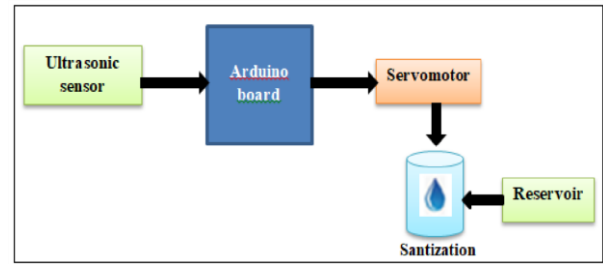 Ultrasonic
sensor
Arduino
board
Servomotor
Reservoir
Santization